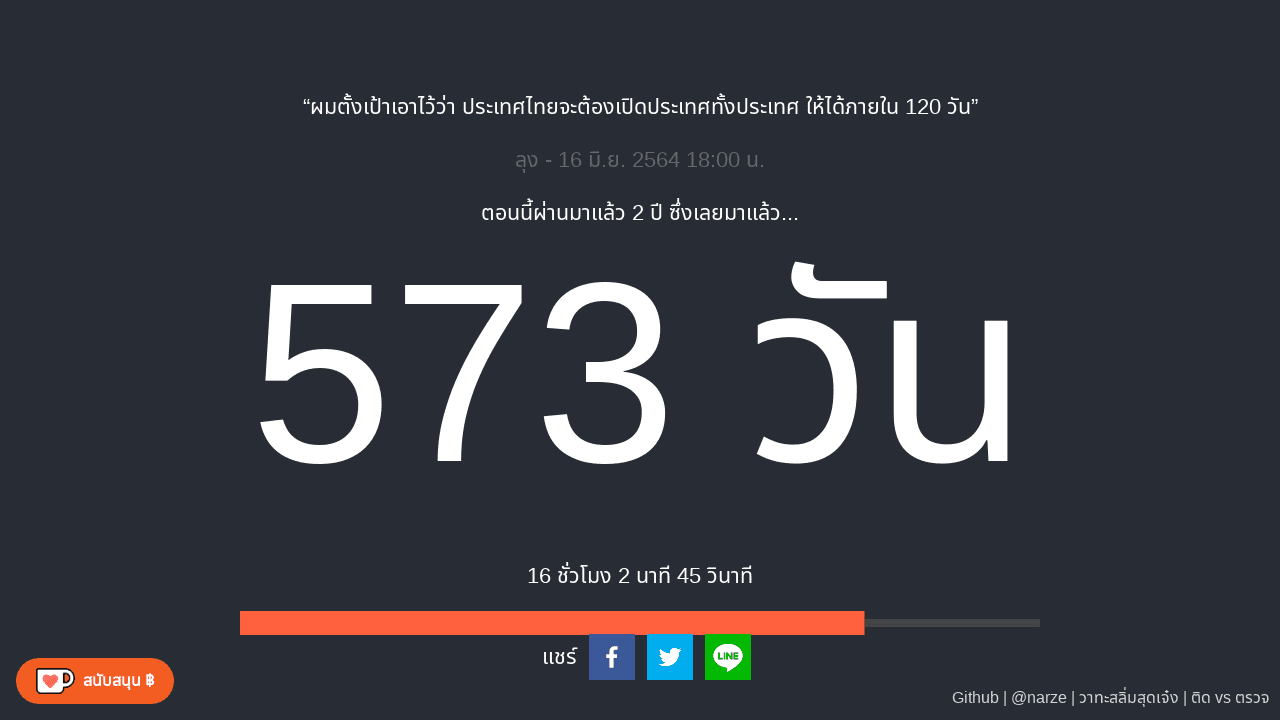 “ผมตั้งเป้าเอาไว้ว่า ประเทศไทยจะต้องเปิดประเทศทั้งประเทศ ให้ได้ภายใน 120 วัน”
ลุง - 16 มิ.ย. 2564 18:00 น.
ตอนนี้ผ่านมาแล้ว 2 ปี ซึ่งเลยมาแล้ว...
573 วัน
16 ชั่วโมง 2 นาที 45 วินาที
แชร์
LINE
สนับสนุน ฿
Github | @narze | วาทะสลิ่มสุดเจ๋ง | ติด vs ตรวจ